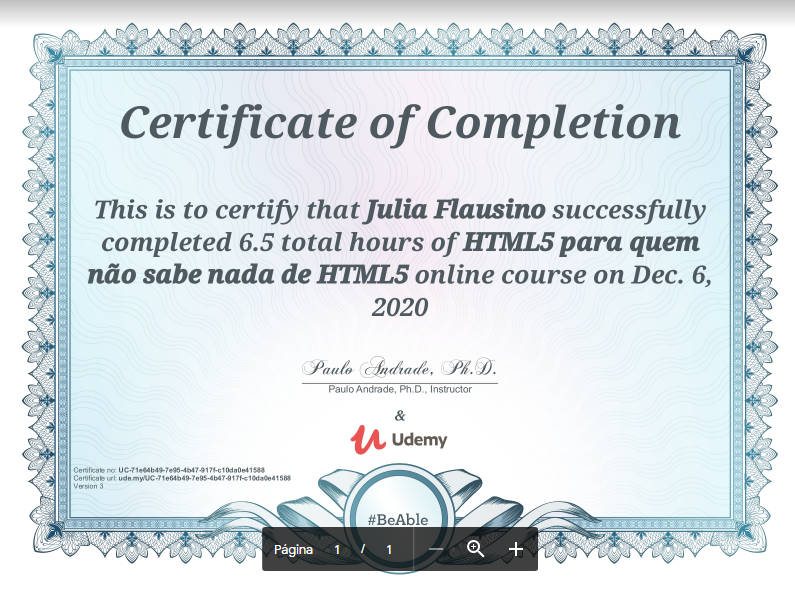 Certificate of Completion
This is to certify that Julia Flausino successfully
completed 6.5 total hours of HTML5 para quem
não sabe nada de HTML5 online course on Dec. 6,
2020
Paulo Andrade, Ph.D.
Paulo Andrade, Ph.D., Instructor
&
Udemy
Certificate no: UC-71e64b49-7e95-4b47-917f-c10da0e41588
Certificate url: ude.my/UC-71e64b49-7e95-4b47-917f-c10da0e41588
Version 3
#BeAble
Página 1 / 1